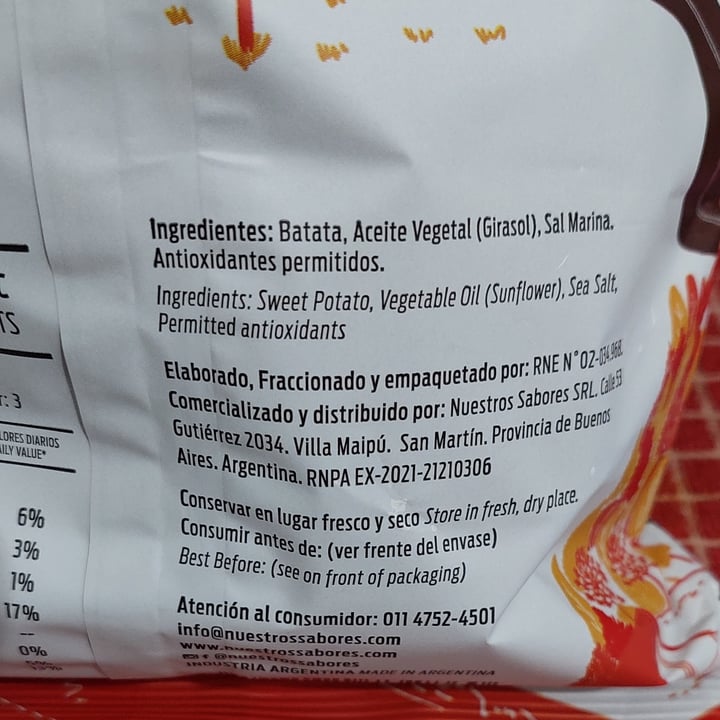 Ingredientes: Batata, Aceite Vegetal (Girasol), Sal Marina.
Antioxidantes permitidos.
Ingredients: Sweet Potato, Vegetable Oil (Sunflower), Sea Salt,
Permitted antioxidants
Elaborado, Fraccionado y empaquetado por: RNE N°02-034.968.
Comercializado y distribuido por: Nuestros Sabores SRL. Calle 53
Gutiérrez 2034. Villa Maipú. San Martín. Provincia de Buenos
Aires. Argentina. RNPA EX-2021-21210306
Conservar en lugar fresco y seco Store in fresh, dry place.
Consumir antes de: (ver frente del envase)
Best Before: (see on front of packaging)
Atención al consumidor: 011 4752-4501
info@nuestrossabores.com
www.nuestrossabores.com
@nuestrossabores
INDUSTRIA ARGENTINA MADE IN ARGENTINA
: 3
DIARIOS
VALUE*
6%
3%
1%
17%
--
0%